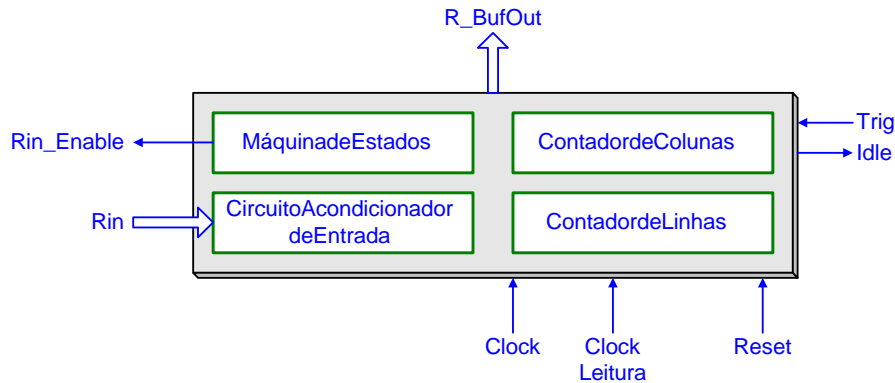 R_BufOut
Rin_Enable
MáquinadeEstados
ContadordeColunas
Trig
Idle
Rin
CircuitoAcondicionador
deEntrada
ContadordeLinhas
Clock
Clock
Leitura
Reset